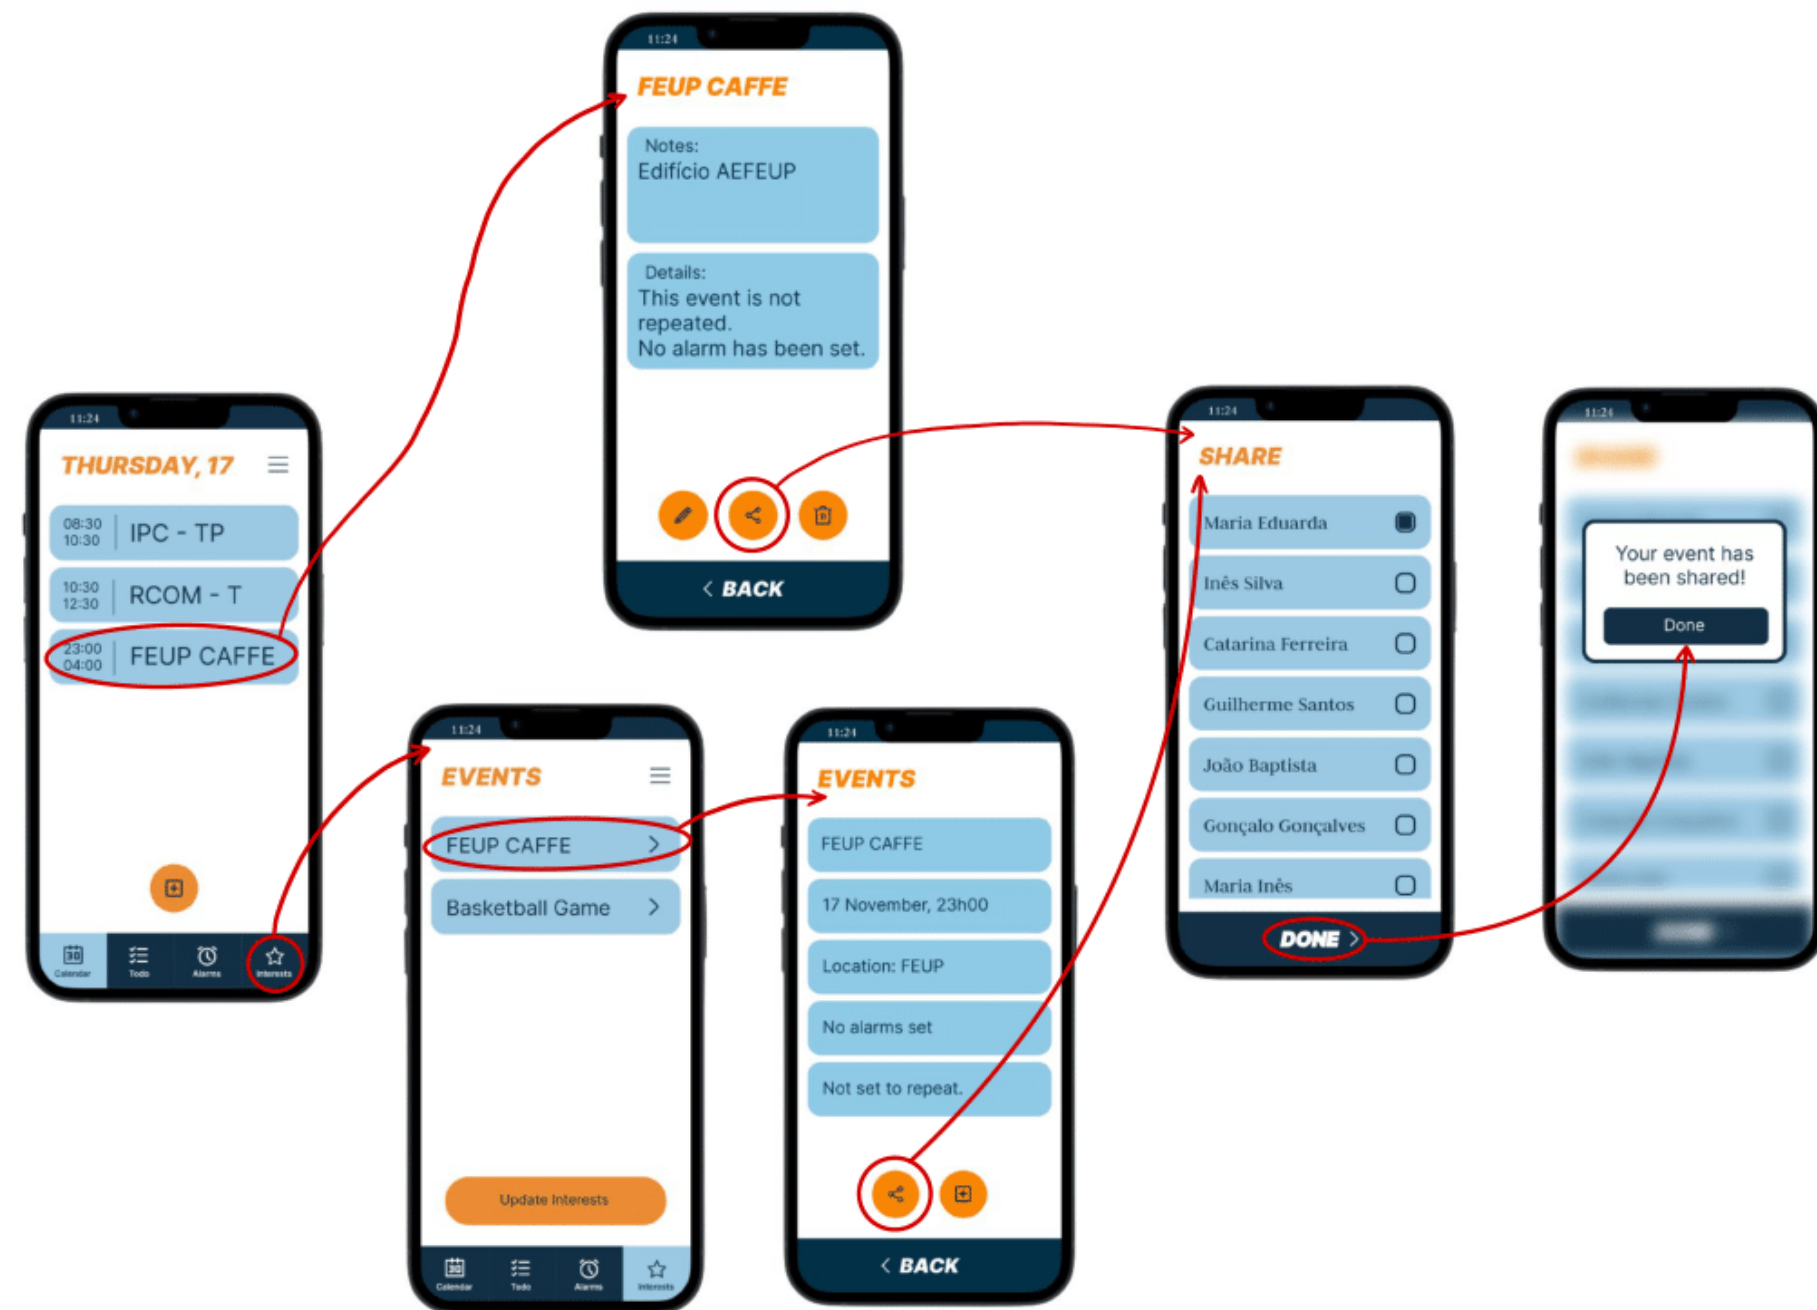 11:24
FEUP CAFFE
Notes:
Edifício AEFEUP
Details:
This event is not
repeated.
No alarm has been set.
< BACK
11:24
THURSDAY, 17
08:30
10:30
IPC - TP
10:30
12:30
RCOM - T
23:00
04:00
FEUP CAFFE
30
Calendar
Todo
Alarms
Interests
11:24
EVENTS
FEUP CAFFE >
Basketball Game >
Update Interests
30
Calendar
Todo
Alarms
Interests
11:24
EVENTS
FEUP CAFFE
17 November, 23h00
Location: FEUP
No alarms set
Not set to repeat.
< BACK
11:24
SHARE
Maria Eduarda
Inês Silva
Catarina Ferreira
Guilherme Santos
João Baptista
Gonçalo Gonçalves
Maria Inês
DONE >
11:24
Your event has
been shared!
Done